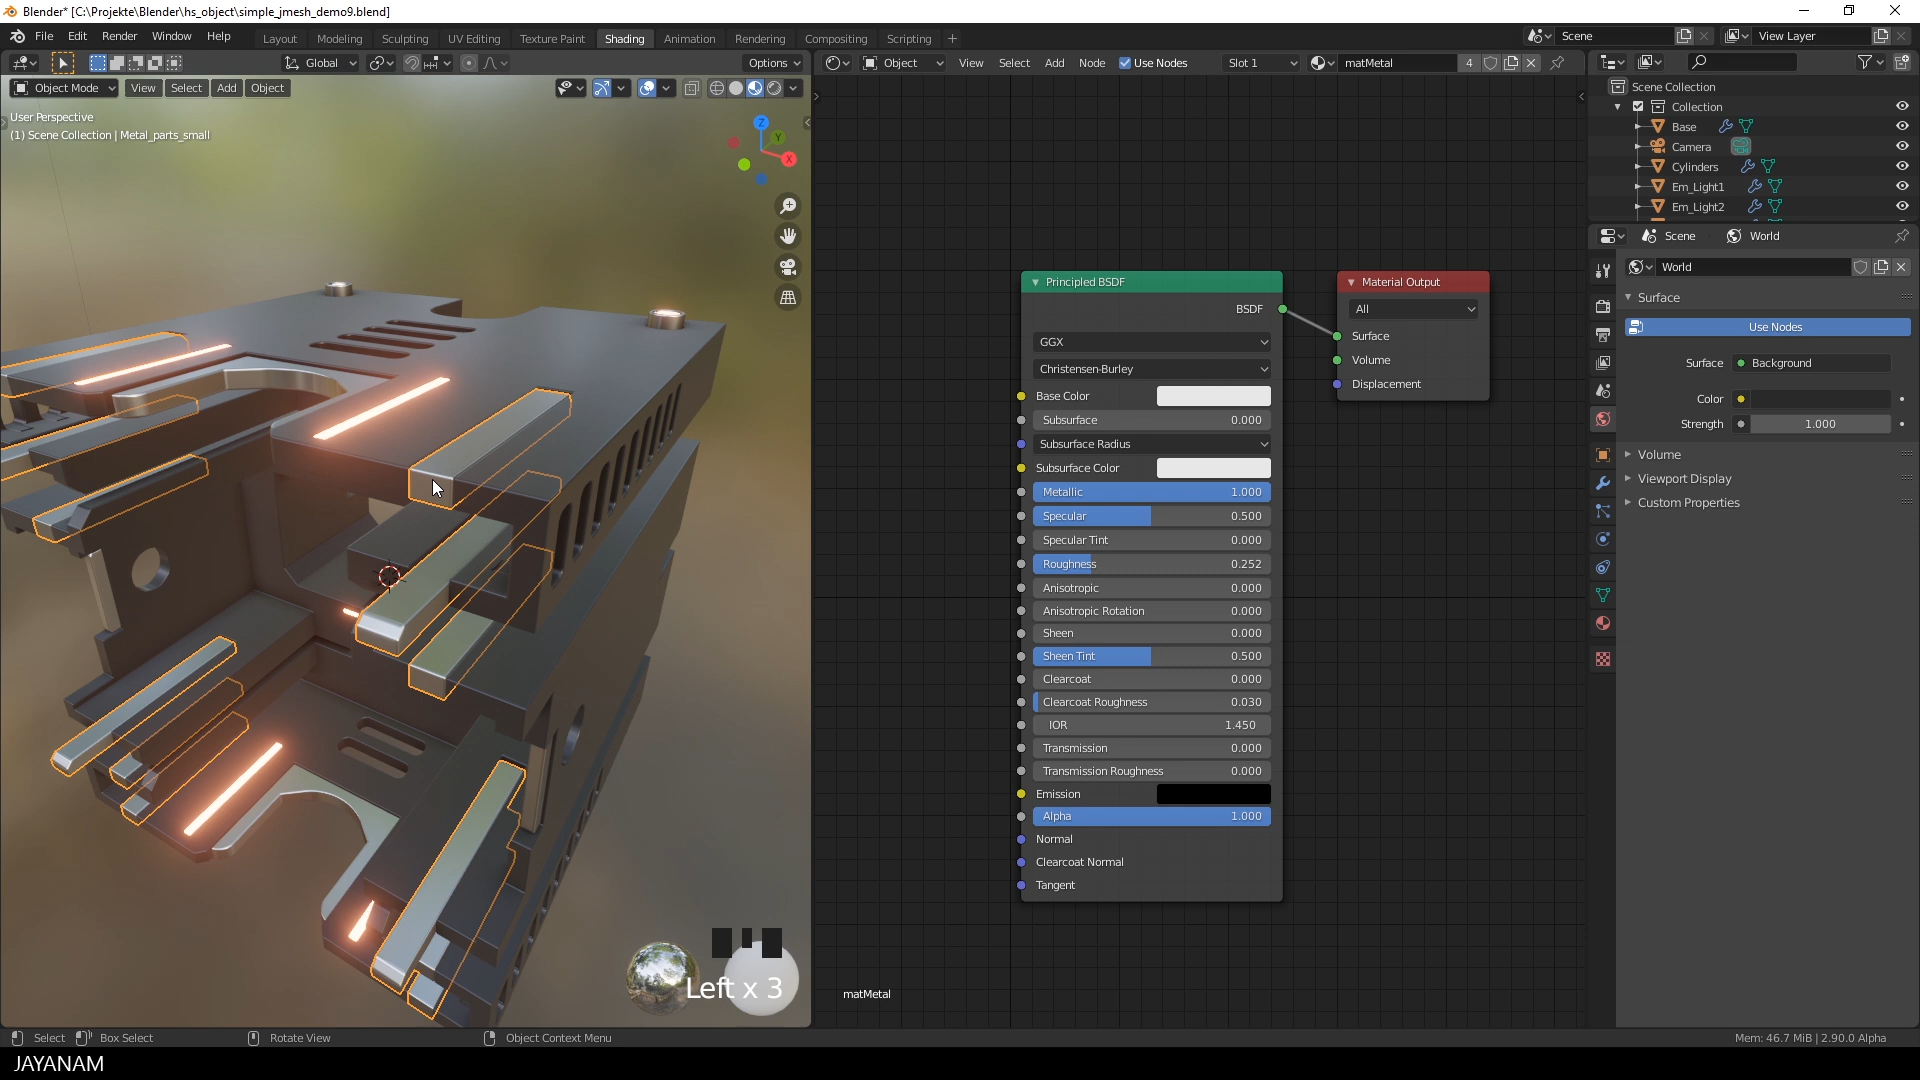 Blender* [C:\Projekte\Blender\hs_object\simple_jmesh_demo9.blend]
File Edit Render Window Help
Layout Modeling Sculpting UV Editing Texture Paint Shading Animation Rendering Compositing Scripting +
Scene View Layer
Global Options
Object View Select Add Node Use Nodes Slot 1 matMetal 4
Object Mode View Select Add Object
User Perspective
(1) Scene Collection | Metal_parts_small
Z
Y
X
Principled BSDF
BSDF
GGX
Christensen-Burley
Base Color
Subsurface 0.000
Subsurface Radius
Subsurface Color
Metallic 1.000
Specular 0.500
Specular Tint 0.000
Roughness 0.252
Anisotropic 0.000
Anisotropic Rotation 0.000
Sheen 0.000
Sheen Tint 0.500
Clearcoat 0.000
Clearcoat Roughness 0.030
IOR 1.450
Transmission 0.000
Transmission Roughness 0.000
Emission
Alpha 1.000
Normal
Clearcoat Normal
Tangent
Material Output
All
Surface
Volume
Displacement
matMetal
Scene Collection
Collection
Base
Camera
Cylinders
Em_Light1
Em_Light2
Scene World
World
Surface
Use Nodes
Surface Background
Color
Strength 1.000
Volume
Viewport Display
Custom Properties
Left x 3
Select Box Select Rotate View Object Context Menu
Mem: 46.7 MiB | 2.90.0 Alpha
JAYANAM